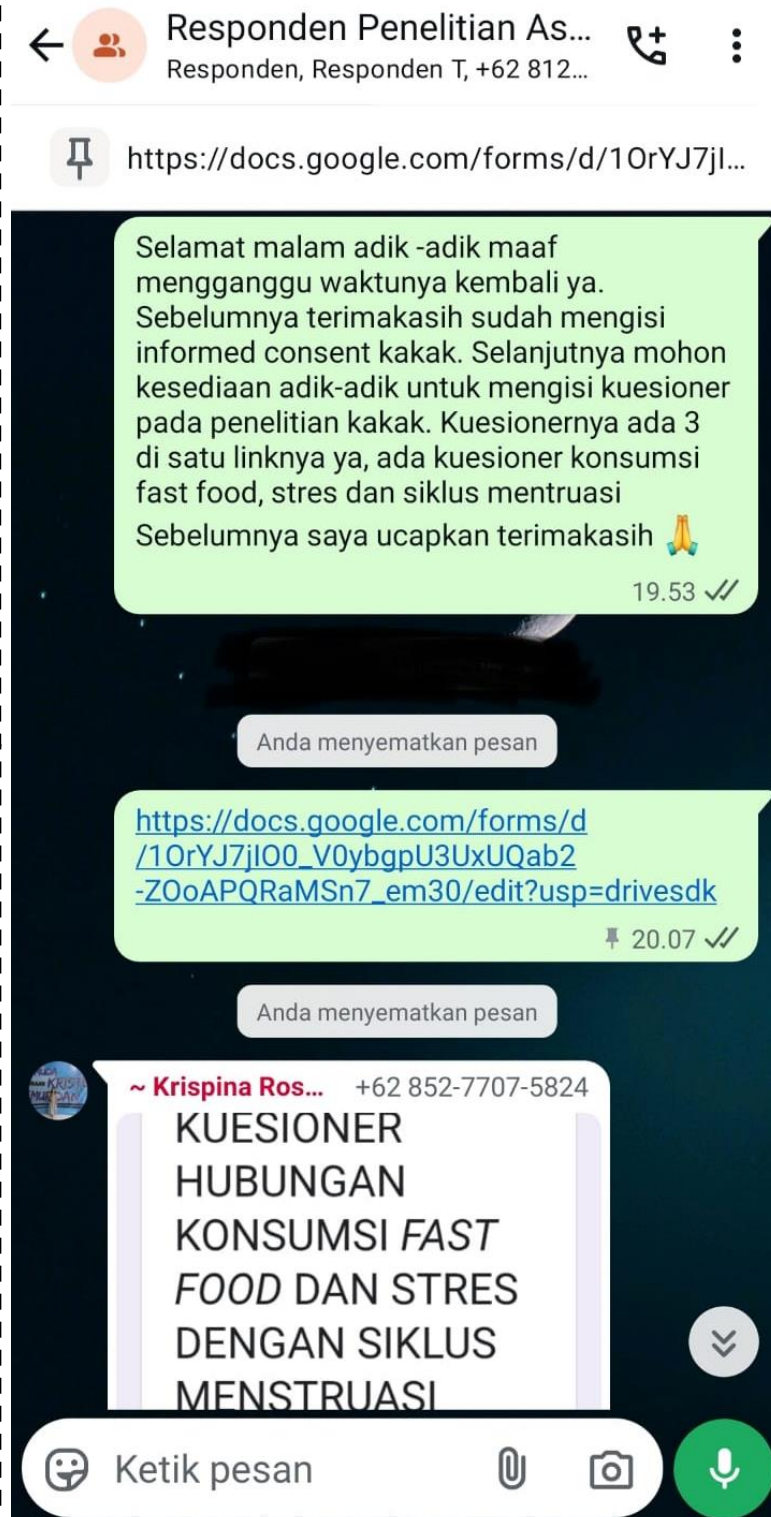 Responden Penelitian As...
Responden, Responden T, +62 812...
https://docs.google.com/forms/d/1OrYJ7jI...
Selamat malam adik -adik maaf
mengganggu waktunya kembali ya.
Sebelumnya terimakasih sudah mengisi
informed consent kakak. Selanjutnya mohon
kesediaan adik-adik untuk mengisi kuesioner
pada penelitian kakak. Kuesionernya ada 3
di satu linknya ya, ada kuesioner konsumsi
fast food, stres dan siklus mentruasi
Sebelumnya saya ucapkan terimakasih 🙏
19.53
Anda menyematkan pesan
https://docs.google.com/forms/d
/1OrYJ7jIO0_V0ybgpU3UxUQab2
-ZOoAPQRaMSn7_em30/edit?usp=drivesdk
20.07
Anda menyematkan pesan
~ Krispina Ros... +62 852-7707-5824
KUESIONER
HUBUNGAN
KONSUMSI FAST
FOOD DAN STRES
DENGAN SIKLUS
MENSTRUASI
Ketik pesan